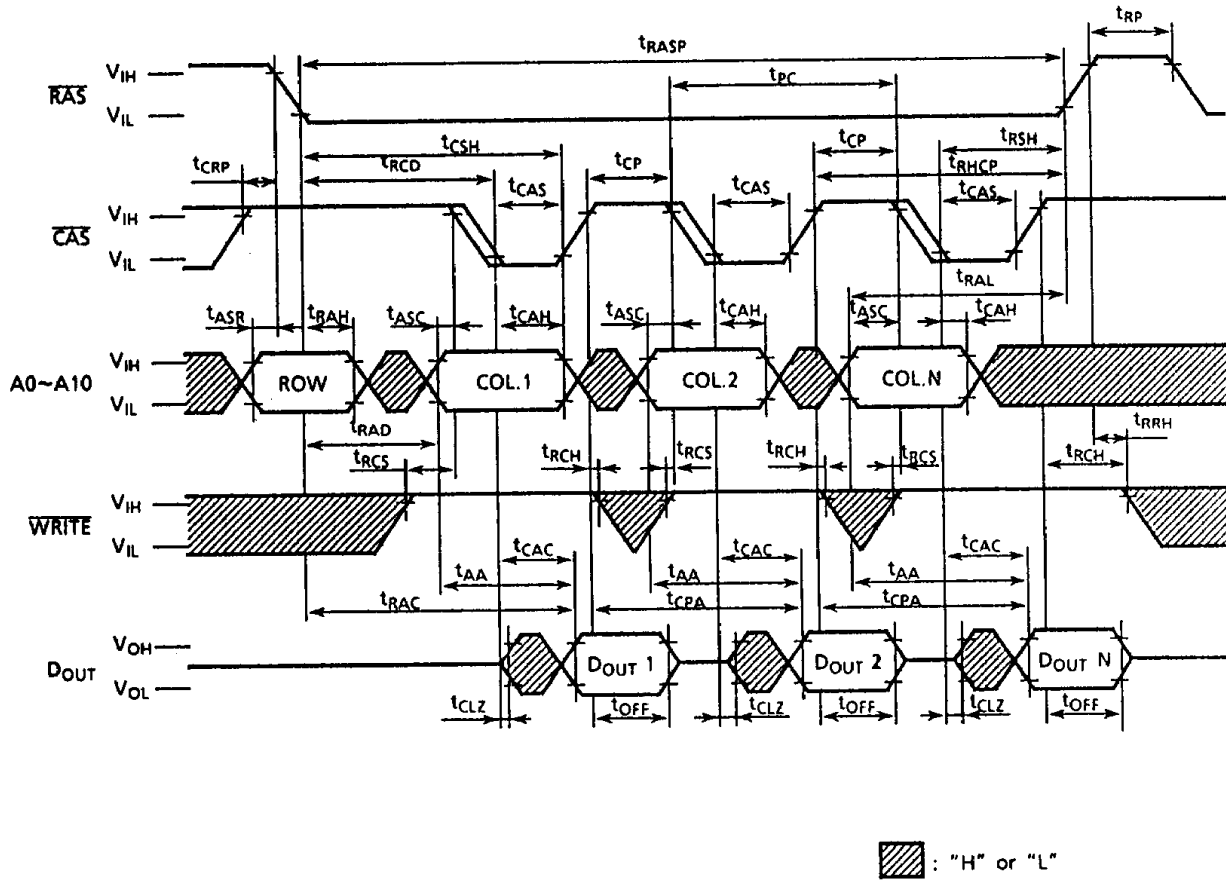 tRP
tRASP
VIH
RAS
VIL
tPC
tCSH
tCP
tRSH
tCRP
tRCD
tCP
tRHCP
tCAS
tCAS
tCAS
VIH
CAS
VIL
tRAL
tASR
tRAH
tASC
tCAH
tASC
tCAH
tASC
tCAH
VIH
A0~A10
VIL
ROW
COL.1
COL.2
COL.N
tRAD
tRRH
tRCS
tRCH
tRCS
tRCH
tRCS
tRCH
VIH
WRITE
VIL
tCAC
tCAC
tCAC
tAA
tAA
tAA
tRAC
tCPA
tCPA
VOH
DOUT
VOL
DOUT 1
DOUT 2
DOUT N
tCLZ
tOFF
tCLZ
tOFF
tCLZ
tOFF
: "H" or "L"